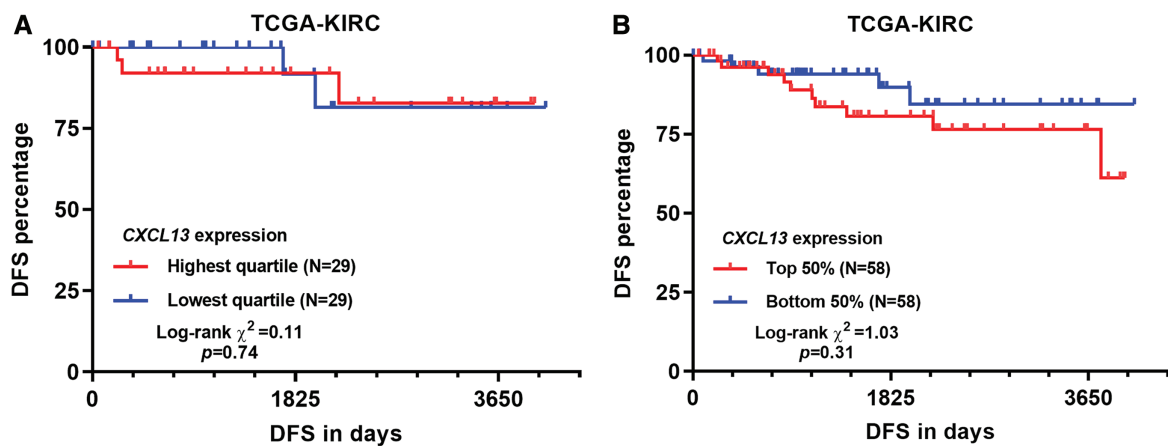 A
TCGA-KIRC
100
75
50
25
0
DFS percentage
CXCL13 expression
Highest quartile (N=29)
Lowest quartile (N=29)
Log-rank χ²=0.11
p=0.74
0
1825
3650
DFS in days
B
TCGA-KIRC
100
75
50
25
0
DFS percentage
CXCL13 expression
Top 50% (N=58)
Bottom 50% (N=58)
Log-rank χ²=1.03
p=0.31
0
1825
3650
DFS in days